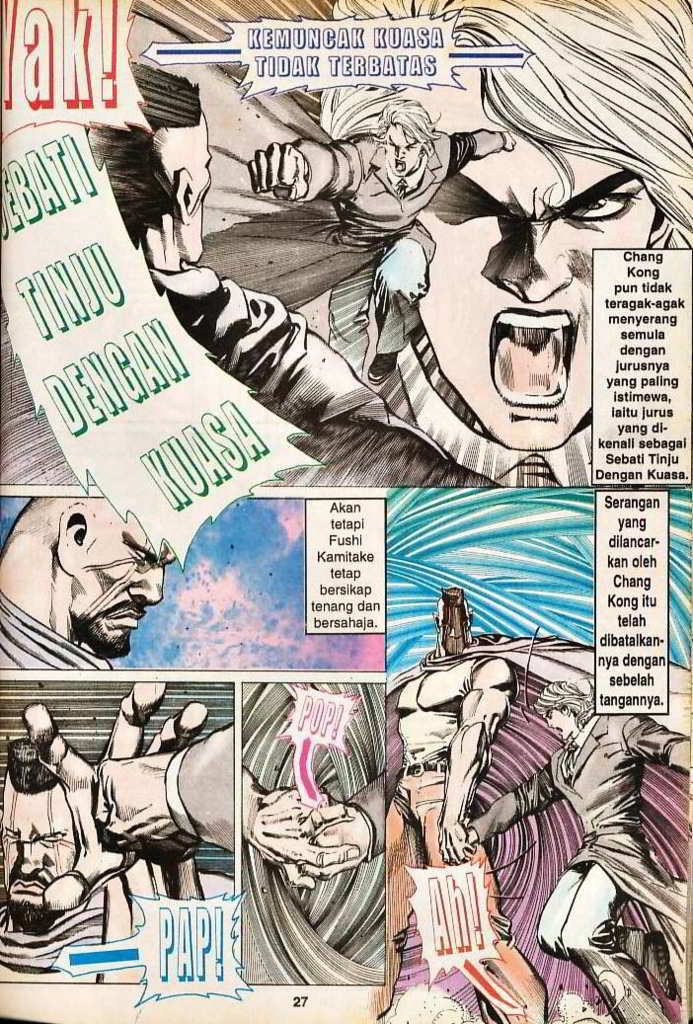 Yak!
KEMUNCAK KUASA
TIDAK TERBATAS
SEBATI
TINJU
DENGAN
KUASA
Chang
Kong
pun tidak
teragak-agak
menyerang
semula
dengan
jurusnya
yang paling
istimewa,
iaitu jurus
yang di-
kenali sebagai
Sebati Tinju
Dengan Kuasa.
Akan
tetapi
Fushi
Kamitake
tetap
bersikap
tenang dan
bersahaja.
Serangan
yang
dilancar-
kan oleh
Chang
Kong itu
telah
dibatalkan-
nya dengan
sebelah
tangannya.
POP!
PAP!
Ah!
27